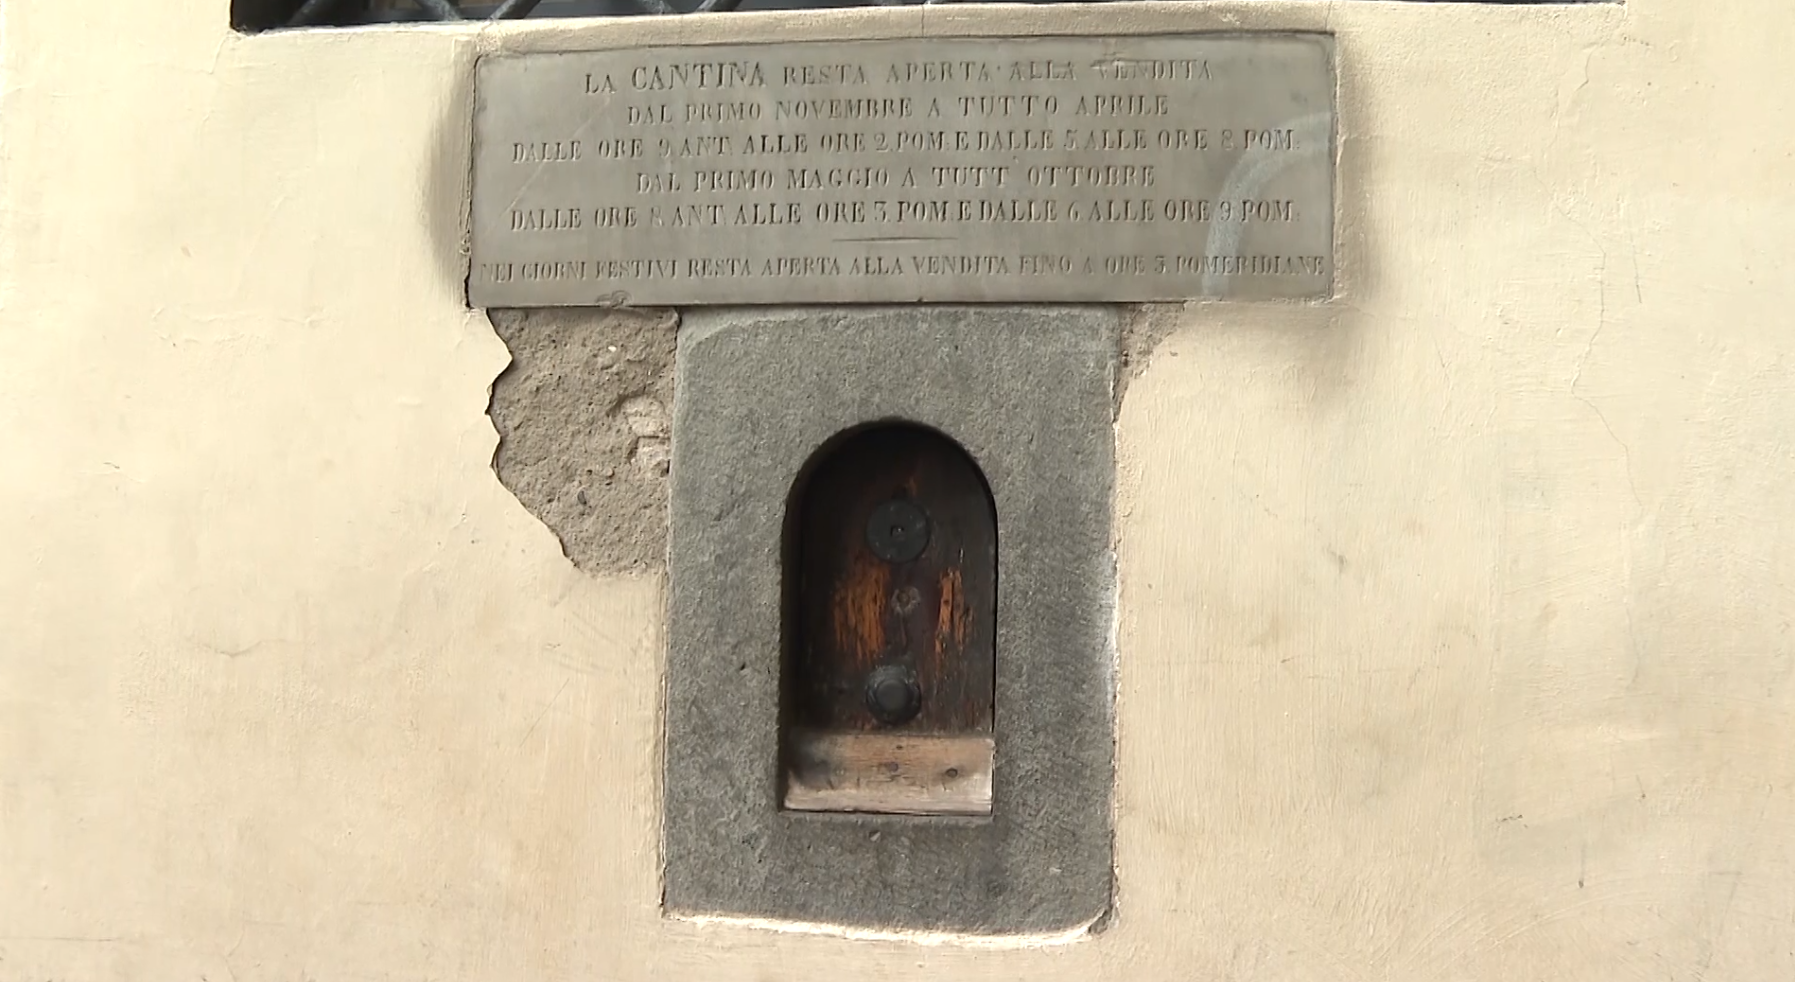 LA CANTINA RESTA APERTA ALLA VENDITA
DAL PRIMO NOVEMBRE A TUTTO APRILE
DALLE ORE 9. ANT. ALLE ORE 2. POM: E DALLE 5. ALLE ORE 8. POM:
DAL PRIMO MAGGIO A TUTT OTTOBRE
DALLE ORE 8. ANT. ALLE ORE 3. POM. E DALLE 6. ALLE ORE 9. POM:
NEI GIORNI FESTIVI RESTA APERTA ALLA VENDITA FINO A ORE 3. POMERIDIANE